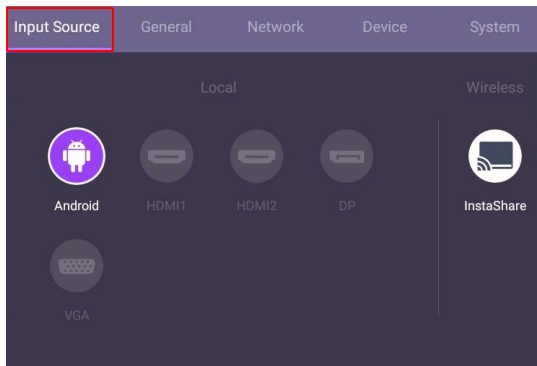 Input Source General Network Device System
Local Wireless
Android HDMI1 HDMI2 DP InstaShare
VGA